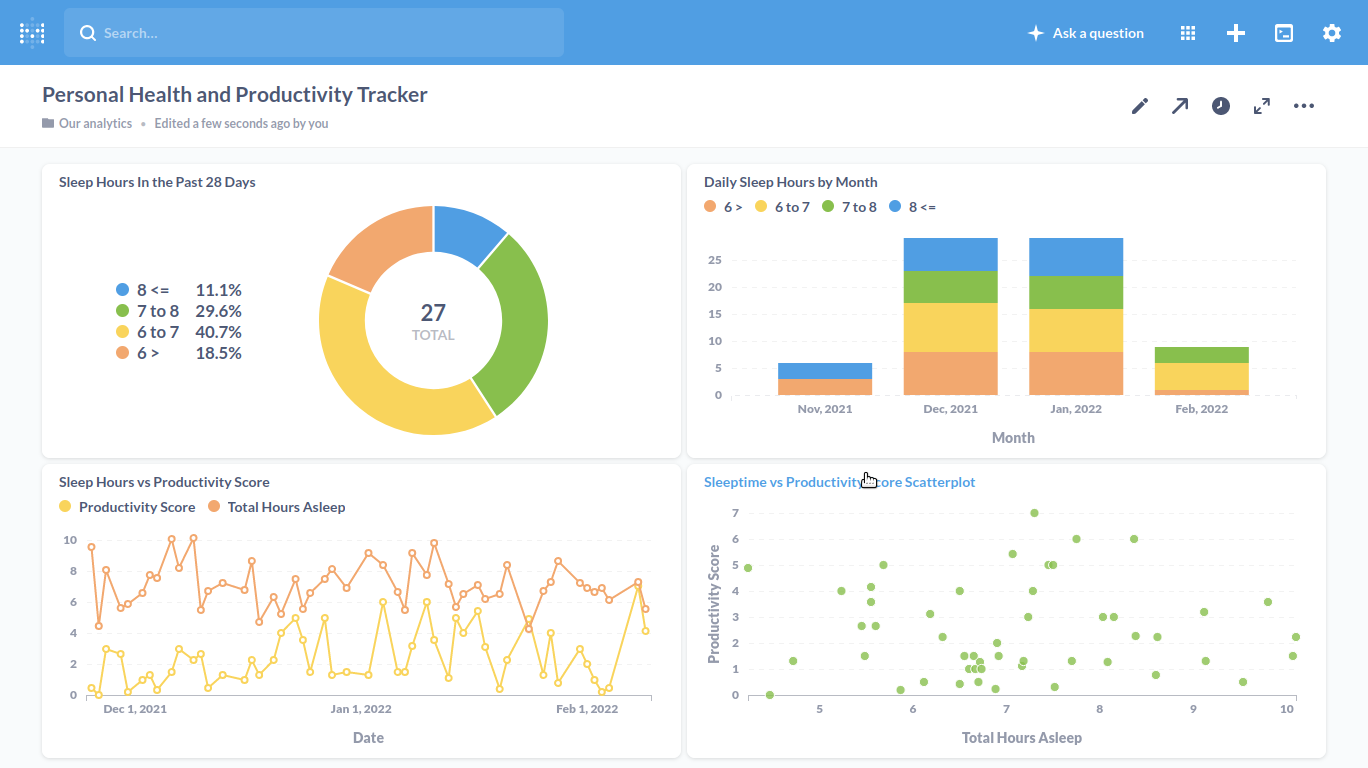 Search...
Ask a question
Personal Health and Productivity Tracker
Our analytics • Edited a few seconds ago by you
Sleep Hours In the Past 28 Days
8 <= 11.1%
7 to 8 29.6%
6 to 7 40.7%
6 > 18.5%
27
TOTAL
Daily Sleep Hours by Month
6 > 6 to 7 7 to 8 8 <=
25
20
15
10
5
0
Nov, 2021 Dec, 2021 Jan, 2022 Feb, 2022
Month
Sleep Hours vs Productivity Score
Productivity Score Total Hours Asleep
10
8
6
4
2
0
Dec 1, 2021 Jan 1, 2022 Feb 1, 2022
Date
Sleeptime vs Productivity core Scatterplot
Productivity Score
7
6
5
4
3
2
1
0
5 6 7 8 9 10
Total Hours Asleep